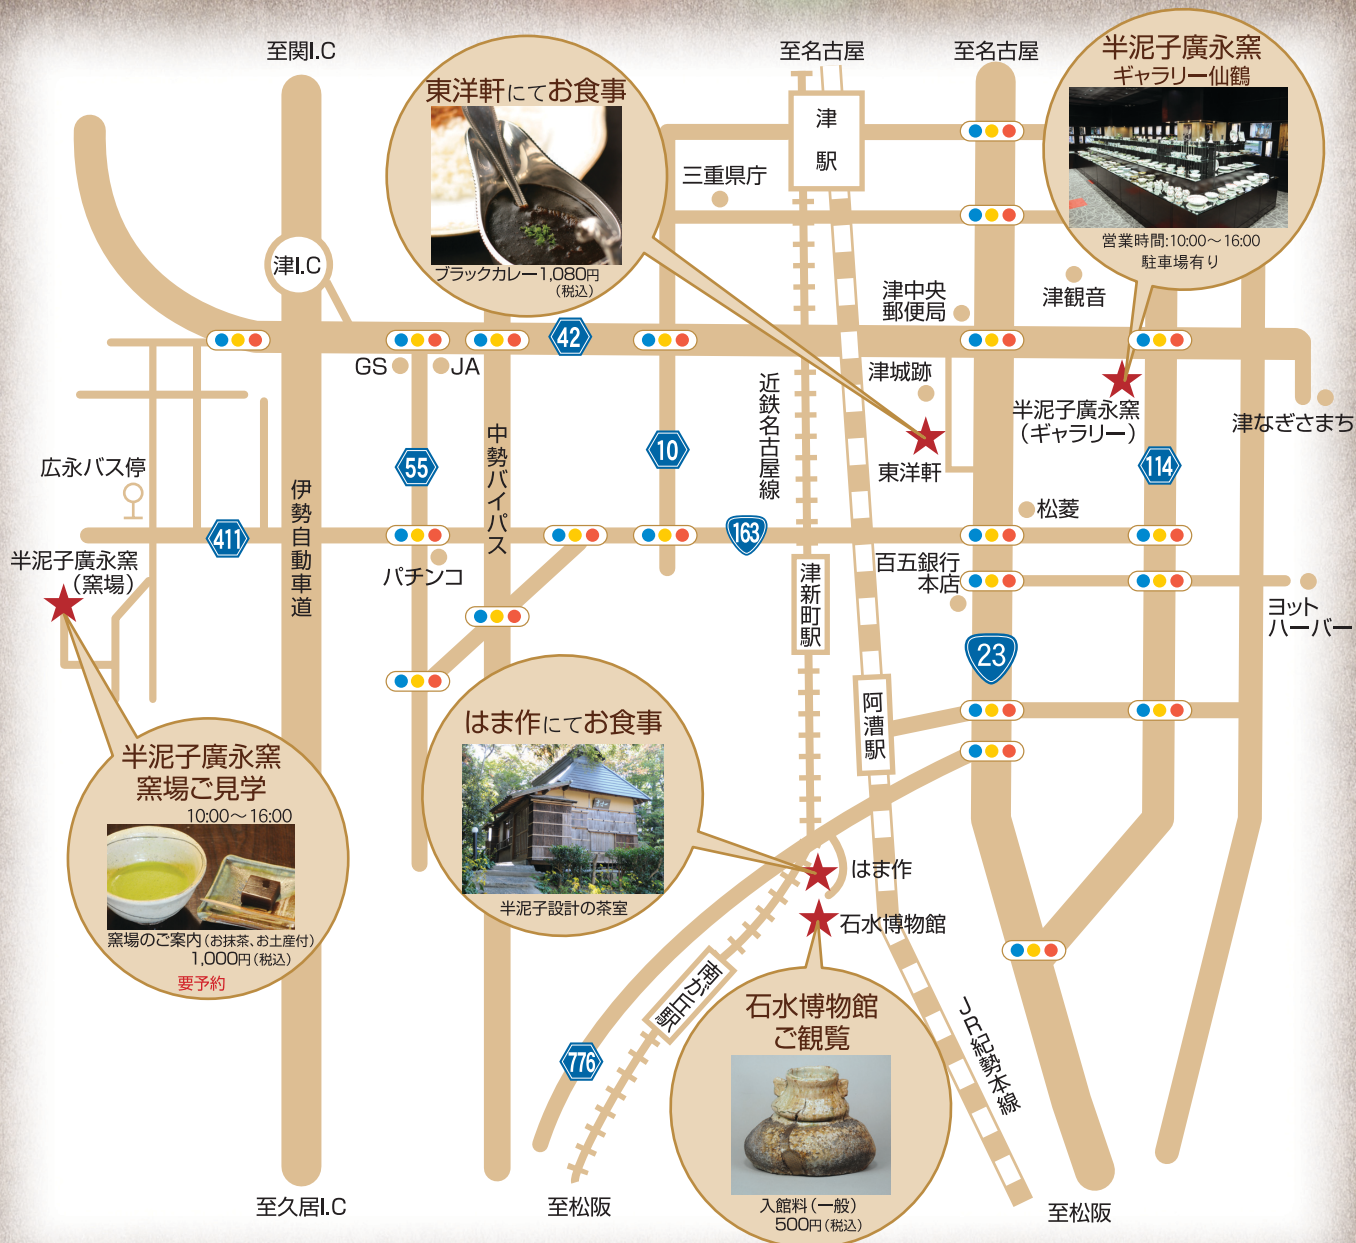 至関I.C
至名古屋
至名古屋
東洋軒にてお食事
ブラックカレー1,080円
(税込)
半泥子廣永窯
ギャラリー仙鶴
営業時間:10:00〜16:00
駐車場有り
津駅
三重県庁
津I.C
津中央
郵便局
津観音
42
GS
JA
津城跡
近鉄名古屋線
半泥子廣永窯
(ギャラリー)
津なぎさまち
東洋軒
広永バス停
55
中勢バイパス
10
114
伊勢自動車道
松菱
411
163
半泥子廣永窯
(窯場)
パチンコ
津新町駅
百五銀行
本店
ヨット
ハーバー
23
阿漕駅
半泥子廣永窯
窯場ご見学
10:00〜16:00
窯場のご案内(お抹茶、お土産付)
1,000円(税込)
要予約
はま作にてお食事
半泥子設計の茶室
はま作
石水博物館
南が丘駅
776
石水博物館
ご観覧
入館料(一般)
500円(税込)
JR紀勢本線
至久居I.C
至松阪
至松阪